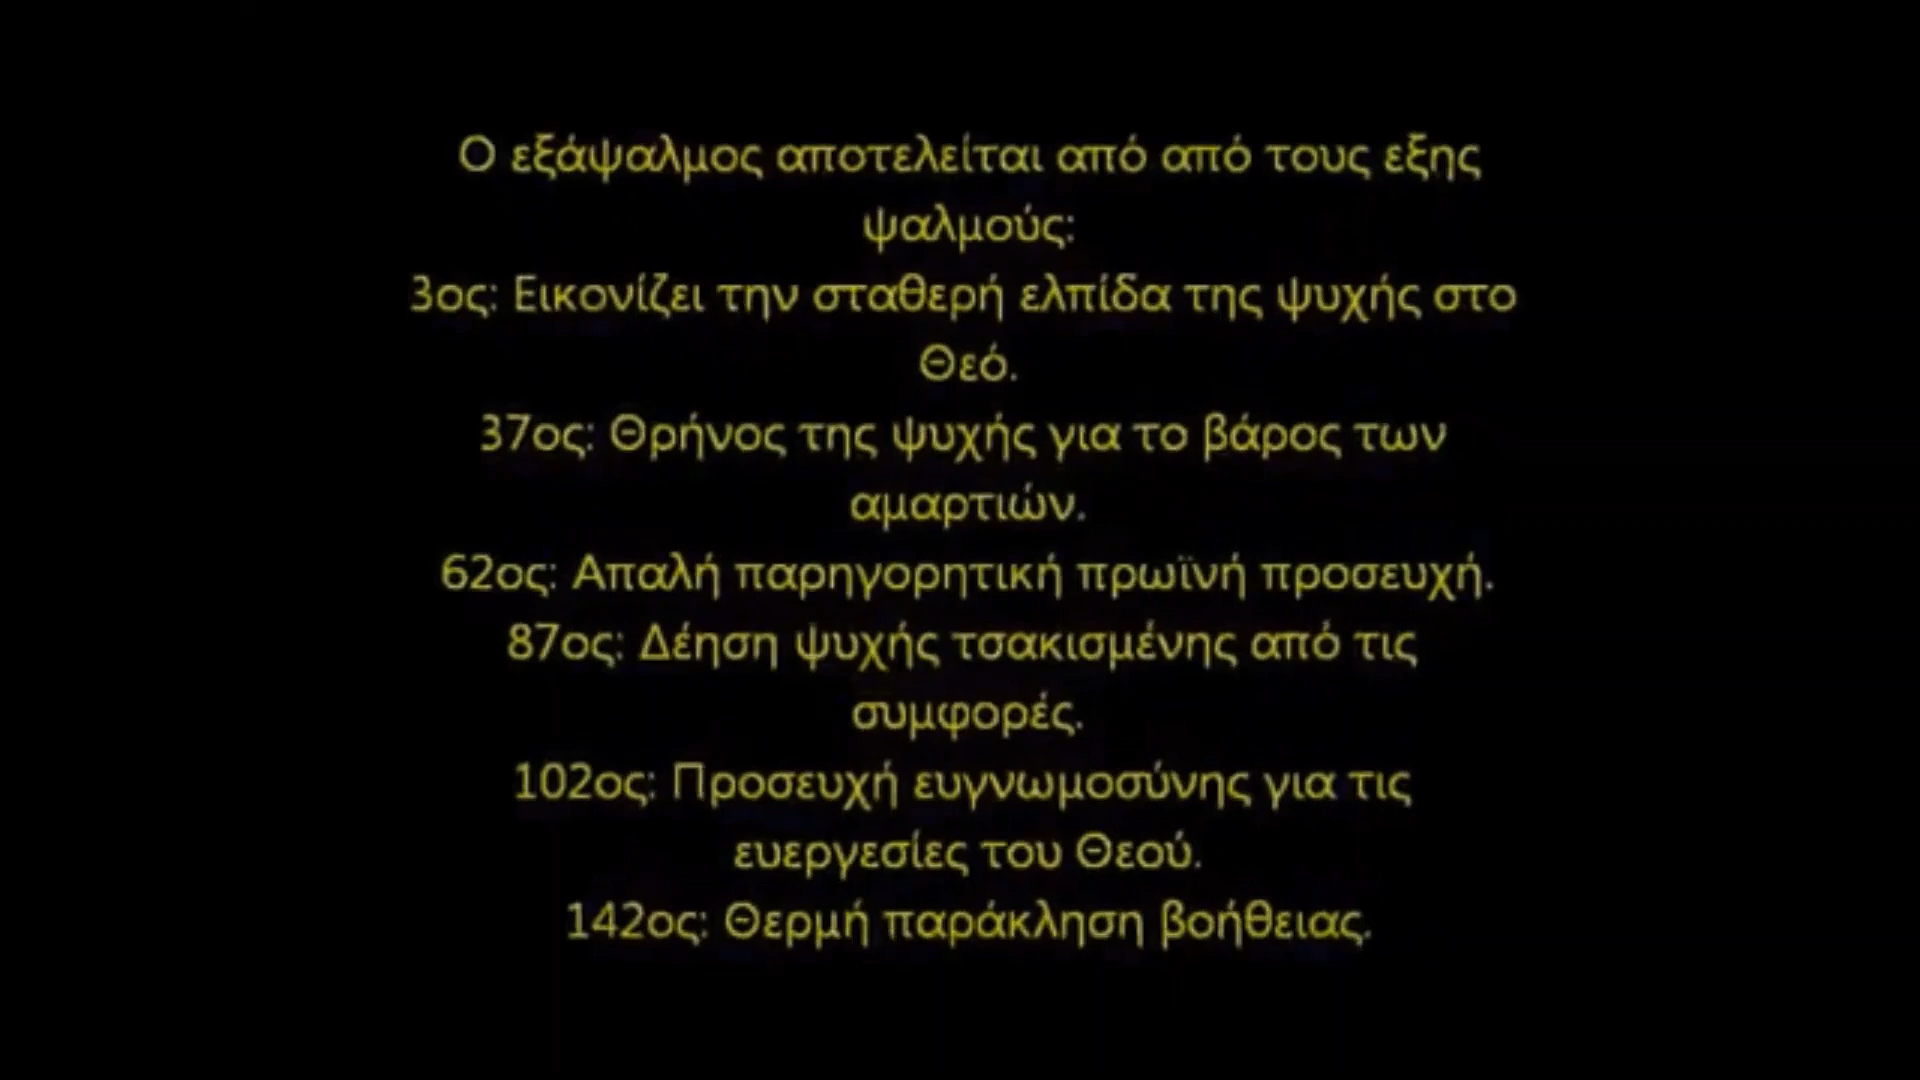 Ο εξάψαλμος αποτελείται από από τους εξης
ψαλμούς:
3ος: Εικονίζει την σταθερή ελπίδα της ψυχής στο
Θεό.
37ος: Θρήνος της ψυχής για το βάρος των
αμαρτιών.
62ος: Απαλή παρηγορητική πρωϊνή προσευχή.
87ος: Δέηση ψυχής τσακισμένης από τις
συμφορές.
102ος: Προσευχή ευγνωμοσύνης για τις
ευεργεσίες του Θεού.
142ος: Θερμή παράκληση βοήθειας.